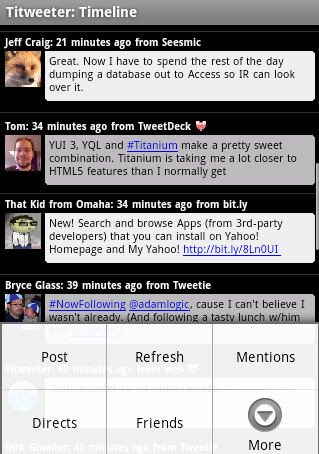 Titweeter: Timeline
Jeff Craig: 21 minutes ago from Seesmic
Great. Now I have to spend the rest of the day
dumping a database out to Access so IR can look
over it.
Tom: 34 minutes ago from TweetDeck
YUI 3, YQL and #Titanium make a pretty sweet
combination. Titanium is taking me a lot closer to
HTML5 features than I normally get
That Kid from Omaha: 34 minutes ago from bit.ly
New! Search and browse Apps (from 3rd-party
developers) that you can install on Yahoo!
Homepage and My Yahoo! http://bit.ly/8Ln0UI
Bryce Glass: 39 minutes ago from Tweetie
#NowFollowing @adamlogic, cause I can't believe I
wasn't already. (And following a tasty lunch w/him
Post
Refresh
Mentions
Titweeter: 40 minutes ago from web
Directs
Friends
More
Dirk Ginader: 40 minutes ago from Tweetie